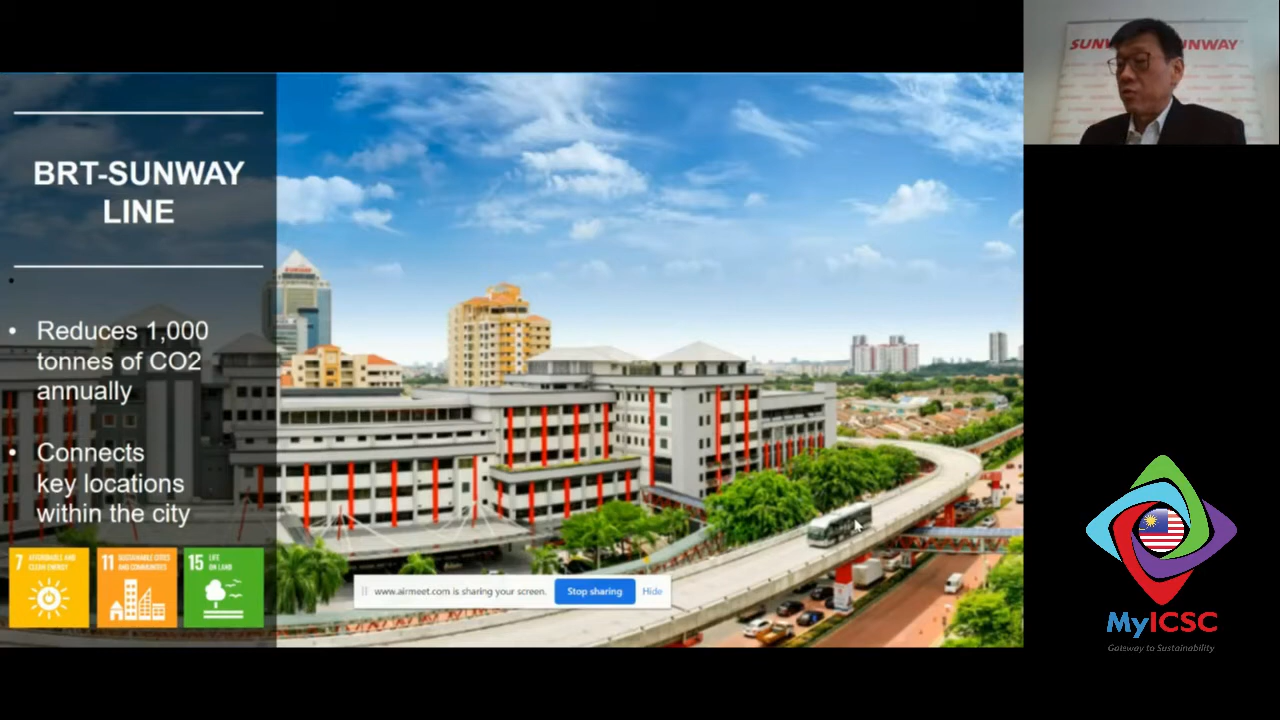 BRT-SUNWAY
LINE
• Reduces 1,000
tonnes of CO2
annually
• Connects
key locations
within the city
7 AFFORDABLE AND
CLEAN ENERGY
11 SUSTAINABLE CITIES
AND COMMUNITIES
15 LIFE
ON LAND
www.airmeet.com is sharing your screen.
Stop sharing
Hide
SUNWAY
MyICSC
Gateway to Sustainability